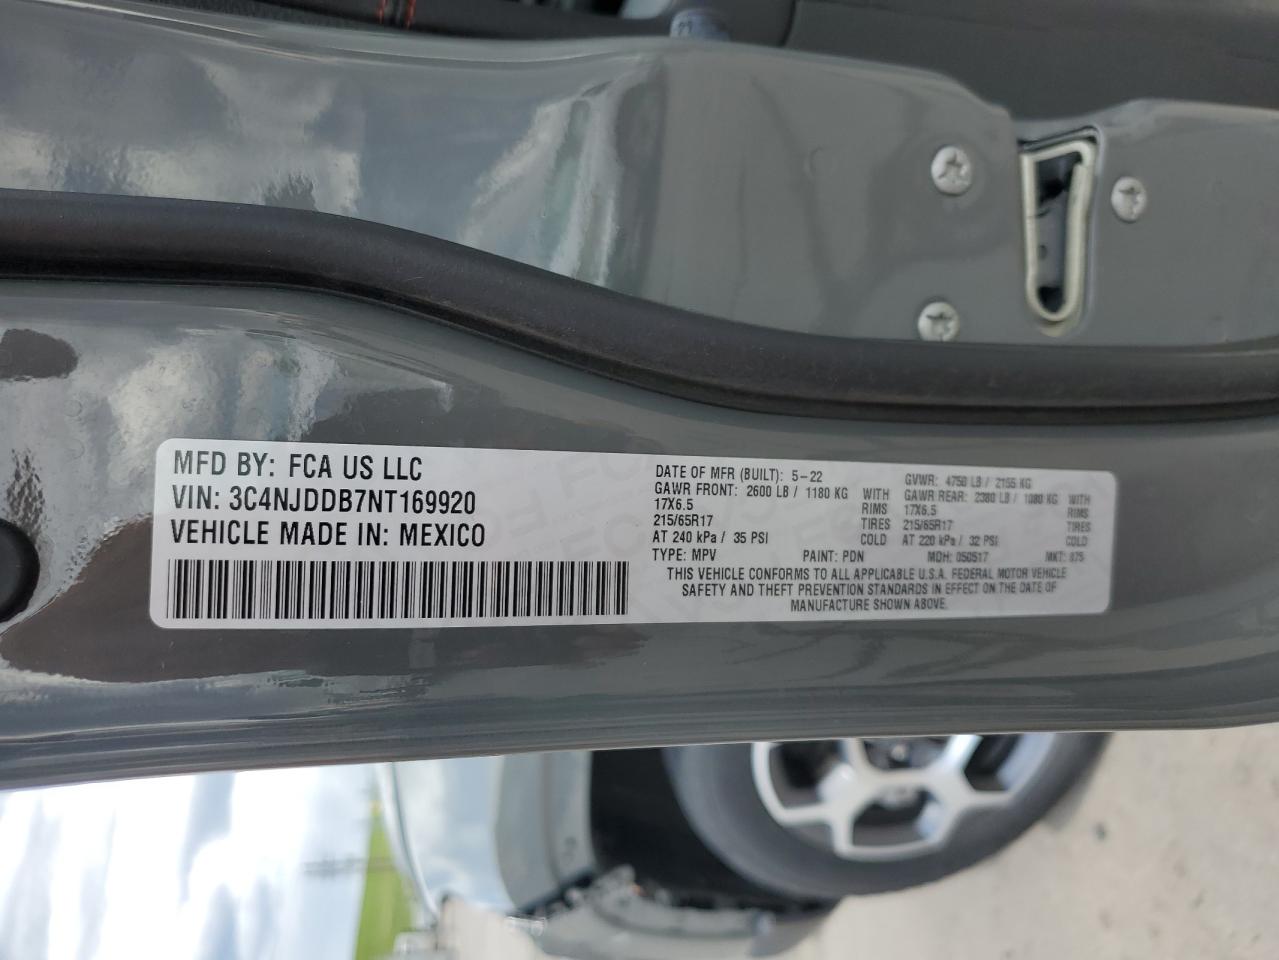 MFD BY: FCA US LLC
VIN: 3C4NJDDB7NT169920
VEHICLE MADE IN: MEXICO
DATE OF MFR (BUILT): 5-22 GVWR: 4750 LB / 2155 KG
GAWR FRONT: 2600 LB / 1180 KG WITH GAWR REAR: 2380 LB / 1080 KG WITH
17X6.5 RIMS 17X6.5 RIMS
215/65R17 TIRES 215/65R17 TIRES
AT 240 kPa / 35 PSI COLD AT 220 kPa / 32 PSI COLD
TYPE: MPV PAINT: PDN MDH: 050517 MKT: 875
THIS VEHICLE CONFORMS TO ALL APPLICABLE U.S.A. FEDERAL MOTOR VEHICLE
SAFETY AND THEFT PREVENTION STANDARDS IN EFFECT ON THE DATE OF
MANUFACTURE SHOWN ABOVE.